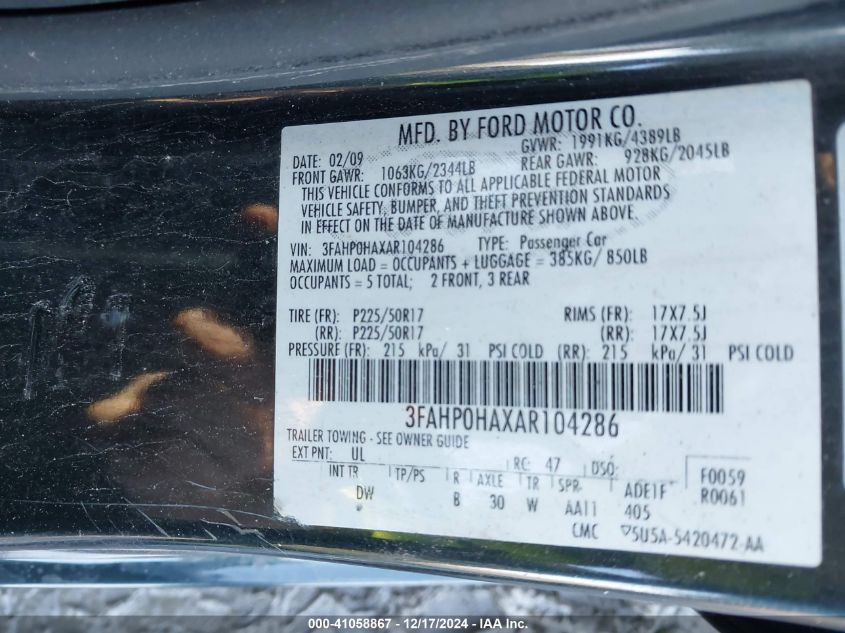 MFD. BY FORD MOTOR CO.
DATE: 02/09 GVWR: 1991KG/4389LB
FRONT GAWR: 1063KG/2344LB REAR GAWR: 928KG/2045LB
THIS VEHICLE CONFORMS TO ALL APPLICABLE FEDERAL MOTOR
VEHICLE SAFETY, BUMPER, AND THEFT PREVENTION STANDARDS
IN EFFECT ON THE DATE OF MANUFACTURE SHOWN ABOVE.
VIN: 3FAHP0HAXAR104286 TYPE: Passenger Car
MAXIMUM LOAD = OCCUPANTS + LUGGAGE = 385KG/ 850LB
OCCUPANTS = 5 TOTAL; 2 FRONT, 3 REAR
TIRE (FR): P225/50R17 RIMS (FR): 17X7.5J
(RR): P225/50R17 (RR): 17X7.5J
PRESSURE (FR): 215 kPa/ 31 PSI COLD (RR): 215 kPa/ 31 PSI COLD
3FAHP0HAXAR104286
TRAILER TOWING - SEE OWNER GUIDE
EXT PNT: UL RC: 47 DSO: F0059
INT TR TP/PS R AXLE TR SPR ADE1F R0061
DW B 30 W AA11 405
CMC 5U5A-5420472-AA
000-41058867 - 12/17/2024 - IAA Inc.